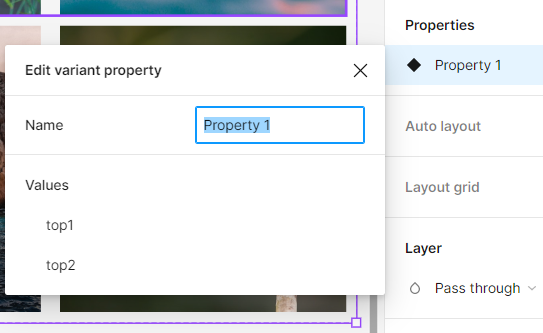 Properties
Edit variant property
Property 1
Name
Property 1
Auto layout
Values
Layout grid
top1
Layer
top2
Pass through